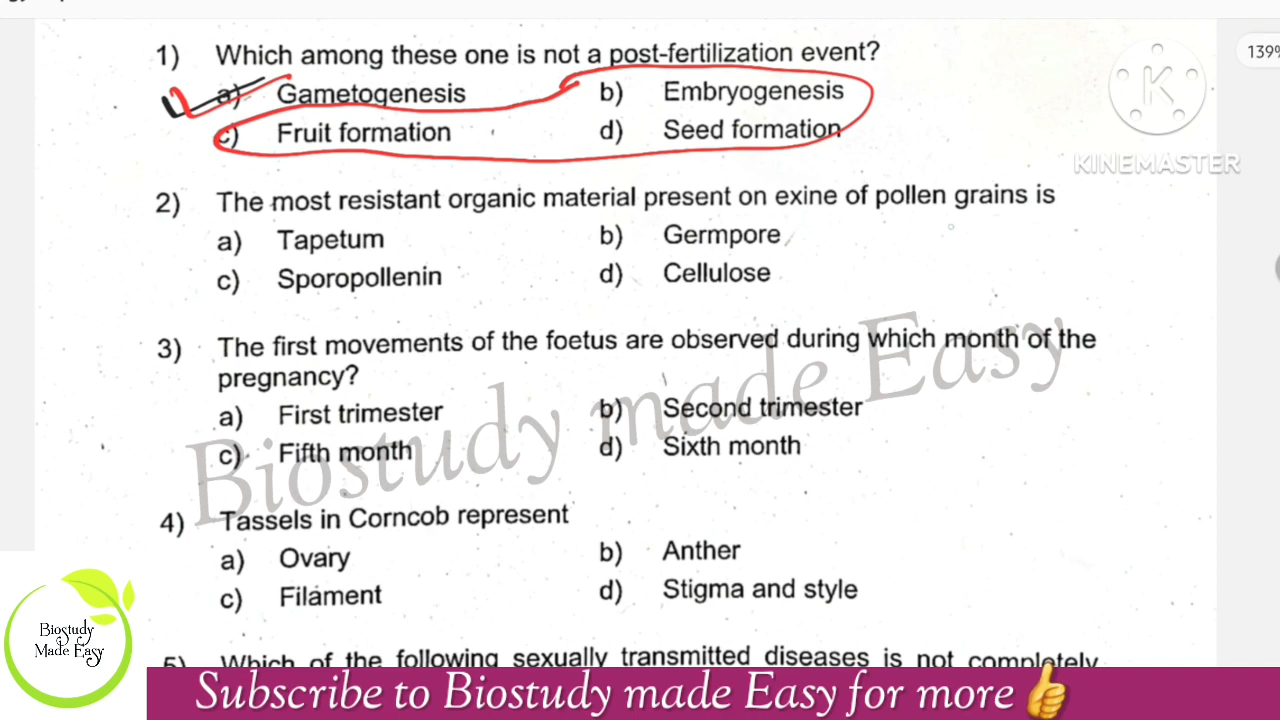 139%
1) Which among these one is not a post-fertilization event?
a) Gametogenesis b) Embryogenesis
c) Fruit formation d) Seed formation
K
KINEMASTER
2) The most resistant organic material present on exine of pollen grains is
a) Tapetum b) Germpore
c) Sporopollenin d) Cellulose
3) The first movements of the foetus are observed during which month of the
pregnancy?
a) First trimester b) Second trimester
c) Fifth month d) Sixth month
Biostudy made Easy
4) Tassels in Corncob represent
a) Ovary b) Anther
c) Filament d) Stigma and style
5) Which of the following sexually transmitted diseases is not completely
Biostudy
Made Easy
Subscribe to Biostudy made Easy for more